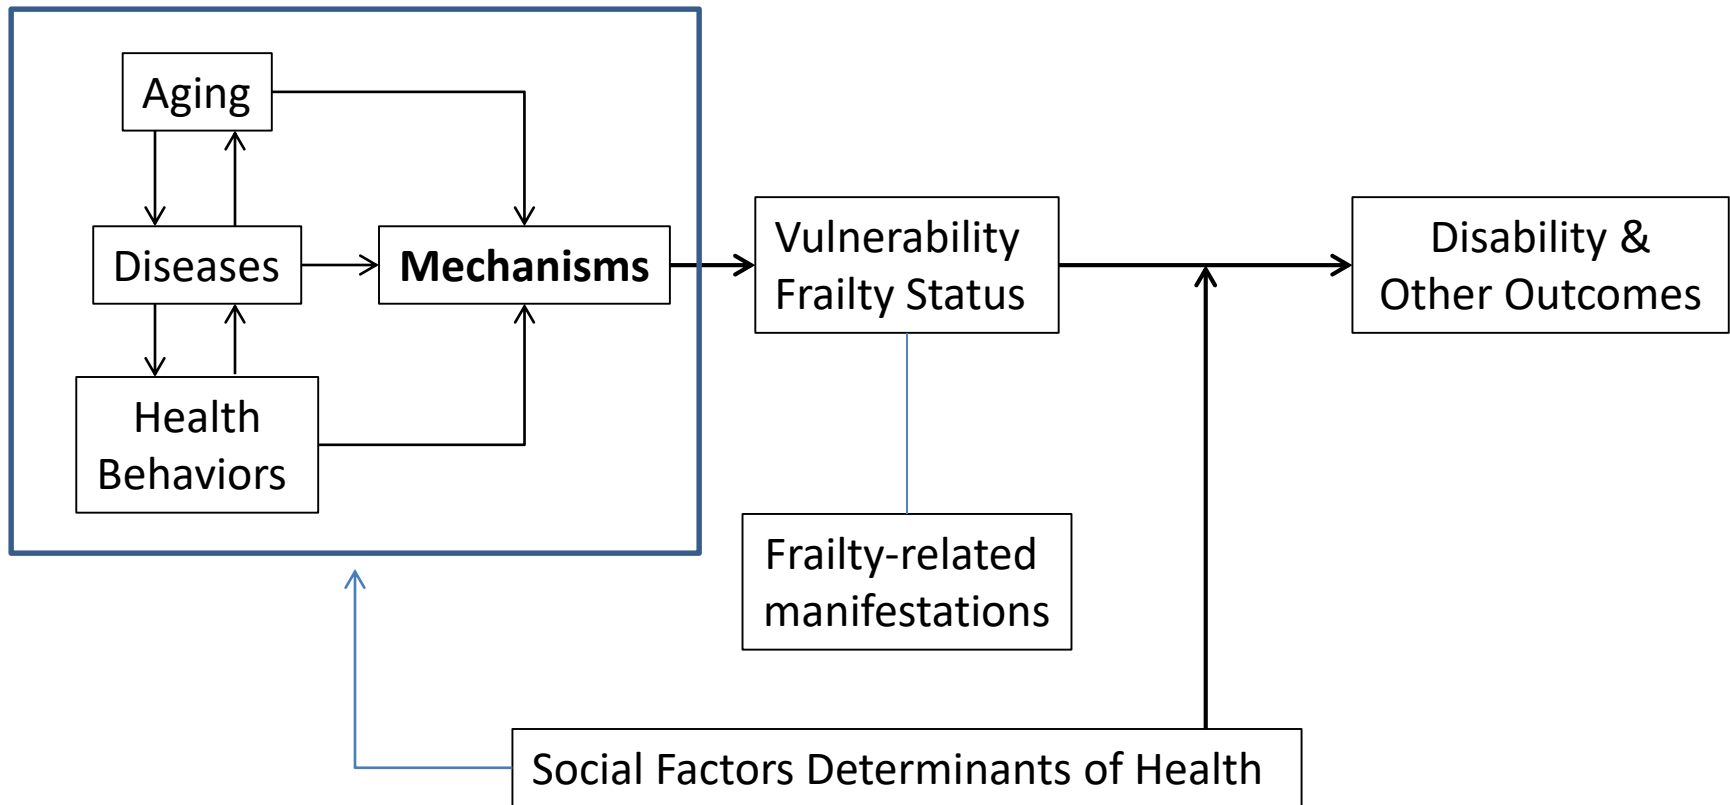 Aging
Diseases
Mechanisms
Health
Behaviors
Vulnerability
Frailty Status
Disability &
Other Outcomes
Frailty-related
manifestations
Social Factors Determinants of Health